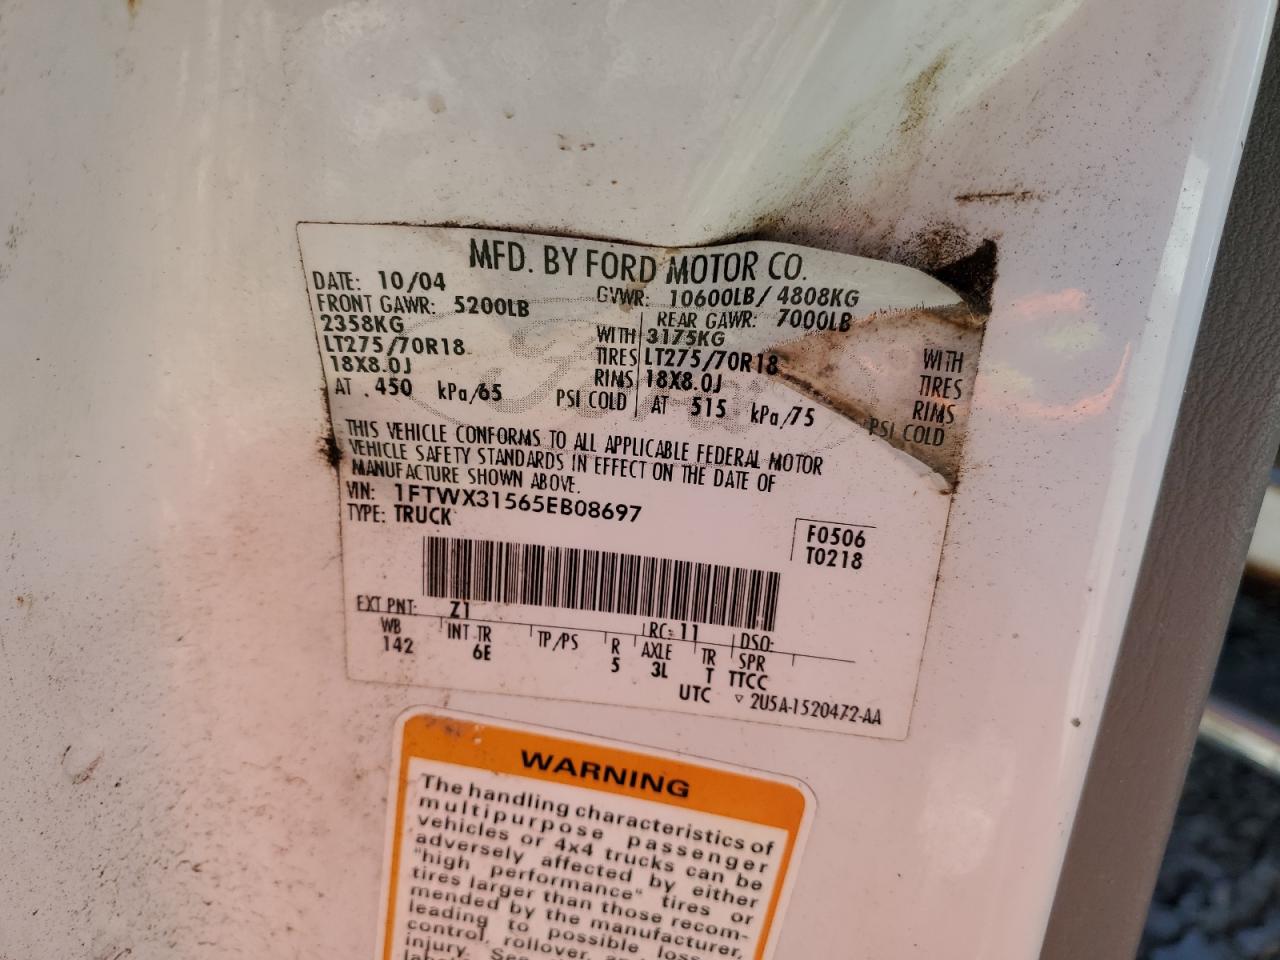 MFD. BY FORD MOTOR CO.
DATE: 10/04 GVWR: 10600LB/ 4808KG
FRONT GAWR: 5200LB REAR GAWR: 7000LB
2358KG WITH 3175KG WITH
LT275/70R18 TIRES LT275/70R18 TIRES
18X8.0J RIMS 18X8.0J RIMS
AT 450 kPa/65 PSI COLD AT 515 kPa/75 PSI COLD
THIS VEHICLE CONFORMS TO ALL APPLICABLE FEDERAL MOTOR
VEHICLE SAFETY STANDARDS IN EFFECT ON THE DATE OF
MANUFACTURE SHOWN ABOVE.
VIN: 1FTWX31565EB08697
TYPE: TRUCK
F0506
T0218
EXT PNT: Z1 RC: 11 DSO:
WB INT TR TP/PS R AXLE TR SPR
142 6E 5 3L T TTCC
UTC ▽ 2U5A-1520472-AA
WARNING
The handling characteristics of
multipurpose passenger
vehicles or 4x4 trucks can be
adversely affected by either
"high performance" tires or
tires larger than those recom-
mended by the manufacturer,
leading to possible loss
control, rollover,
injury. See